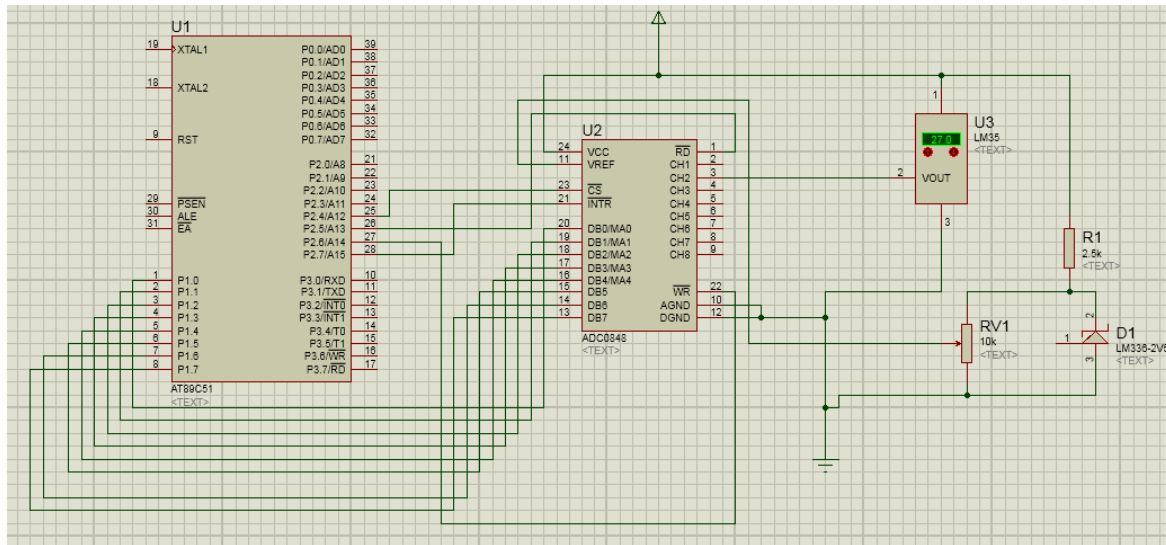 U1
19 XTAL1
18 XTAL2
9 RST
29 PSEN
30 ALE
31 EA
1 P1.0
2 P1.1
3 P1.2
4 P1.3
5 P1.4
6 P1.5
7 P1.6
8 P1.7
P0.0/AD0 39
P0.1/AD1 38
P0.2/AD2 37
P0.3/AD3 36
P0.4/AD4 35
P0.5/AD5 34
P0.6/AD6 33
P0.7/AD7 32
P2.0/A8 21
P2.1/A9 22
P2.2/A10 23
P2.3/A11 24
P2.4/A12 25
P2.5/A13 26
P2.6/A14 27
P2.7/A15 28
P3.0/RXD 10
P3.1/TXD 11
P3.2/INT0 12
P3.3/INT1 13
P3.4/T0 14
P3.5/T1 15
P3.6/WR 16
P3.7/RD 17
AT89C51
<TEXT>
U2
24 VCC
11 VREF
23 CS
21 INTR
20 DB0/MA0
19 DB1/MA1
18 DB2/MA2
17 DB3/MA3
16 DB4/MA4
15 DB5
14 DB6
13 DB7
RD 1
CH1 2
CH2 3
CH3 4
CH4 5
CH5 6
CH6 7
CH7 8
CH8 9
WR 22
AGND 10
DGND 12
ADC0848
<TEXT>
1
U3
27.0
LM35
<TEXT>
2 VOUT
3
R1
2.5k
<TEXT>
RV1
10k
<TEXT>
2
1
3
D1
LM336-2V5
<TEXT>